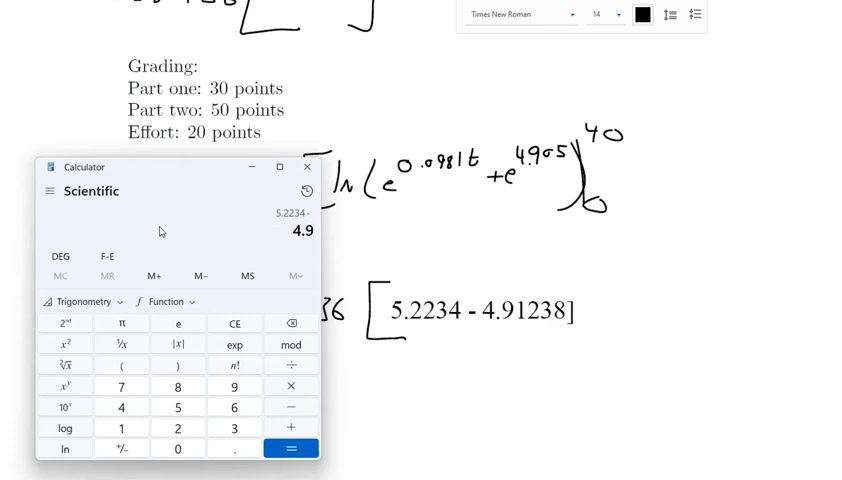 Times New Roman
14
Grading:
Part one: 30 points
Part two: 50 points
Effort: 20 points
ln(e^0.0981t + e^4.905) 40 0
Calculator
Scientific
5.2234 -
4.9
DEG F-E
MC MR M+ M− MS M
Trigonometry Function
36 [5.2234 - 4.91238]
2nd π e CE
x² ¹/x |x| exp mod
²√x ( ) n! ÷
xʸ 7 8 9 ×
10ˣ 4 5 6 −
log 1 2 3 +
ln +/− 0 . =